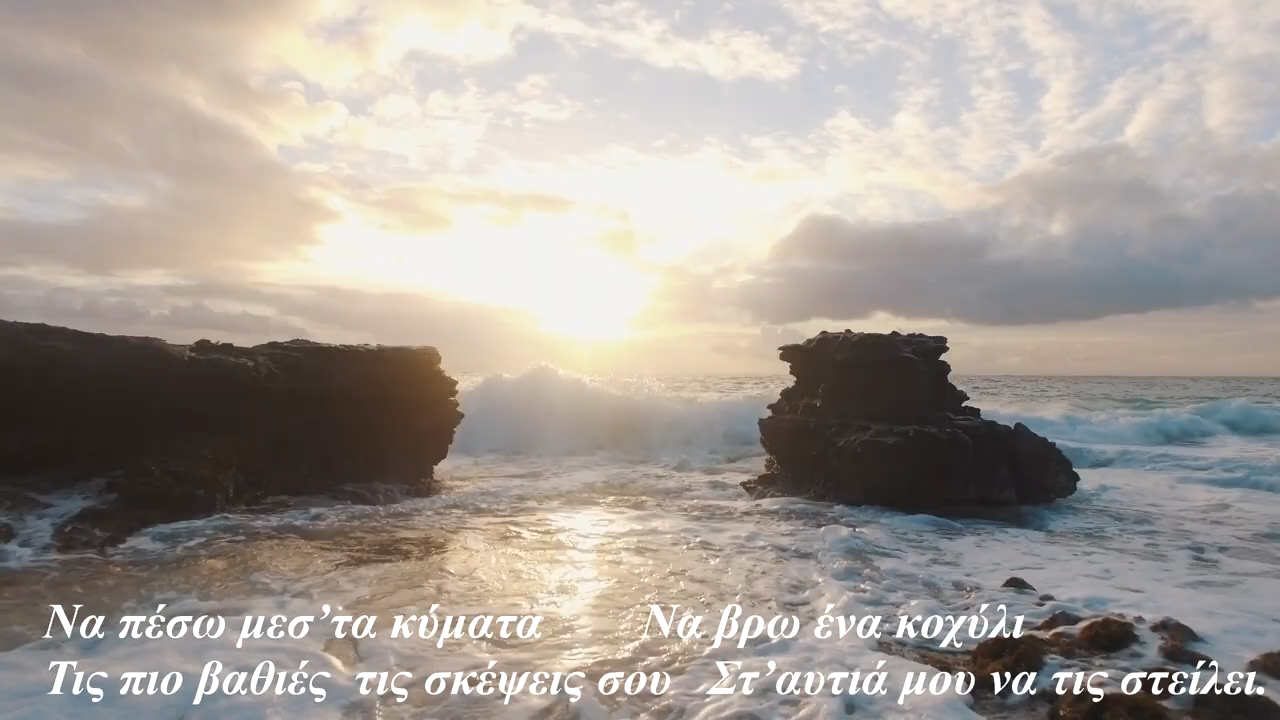 Να πέσω μεσ’τα κύματα Να βρω ένα κοχύλι
Τις πιο βαθιές τις σκέψεις σου Στ’αυτιά μου να τις στείλει.